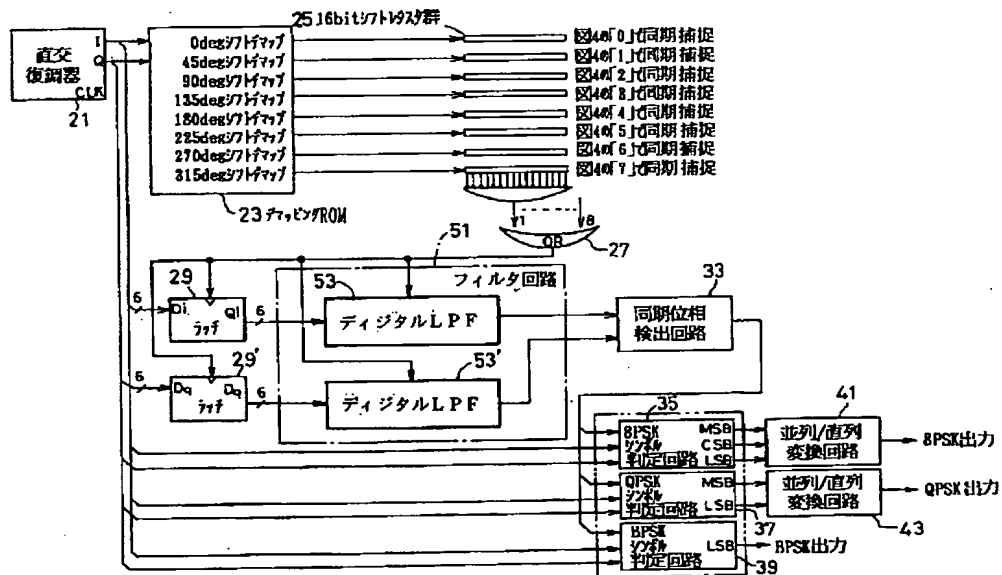 直交
復調器
I
Q
CLK
21
0degシフトデマップ
45degシフトデマップ
90degシフトデマップ
135degシフトデマップ
180degシフトデマップ
225degシフトデマップ
270degシフトデマップ
315degシフトデマップ
23 デマッピングROM
25 16bitシフトレタスタ群
図4の「0」で同期捕捉
図4の「1」で同期捕捉
図4の「2」で同期捕捉
図4の「3」で同期捕捉
図4の「4」で同期捕捉
図4の「5」で同期捕捉
図4の「6」で同期捕捉
図4の「7」で同期捕捉
1
8
OR
27
51
フィルタ回路
29
6
Di
Qi
ラッチ
6
53
ディジタルLPF
33
同期位相
検出回路
29'
6
Dq
Dq
ラッチ
6
53'
ディジタルLPF
35
8PSK
シンボル
判定回路
MSB
CSB
LSB
41
並列/直列
変換回路
8PSK出力
QPSK
シンボル
判定回路
MSB
LSB
37
並列/直列
変換回路
43
QPSK出力
BPSK
シンボル
判定回路
LSB
39
BPSK出力